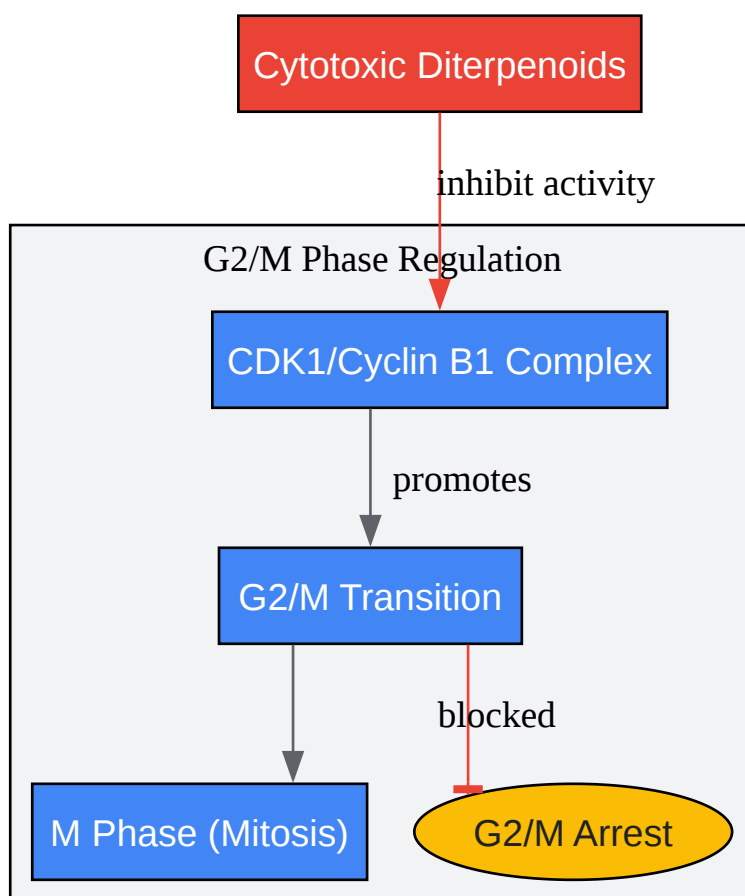 Cytotoxic Diterpenoids
inhibit activity
G2/M Phase Regulation
CDK1/Cyclin B1 Complex
promotes
G2/M Transition
blocked
M Phase (Mitosis)
G2/M Arrest